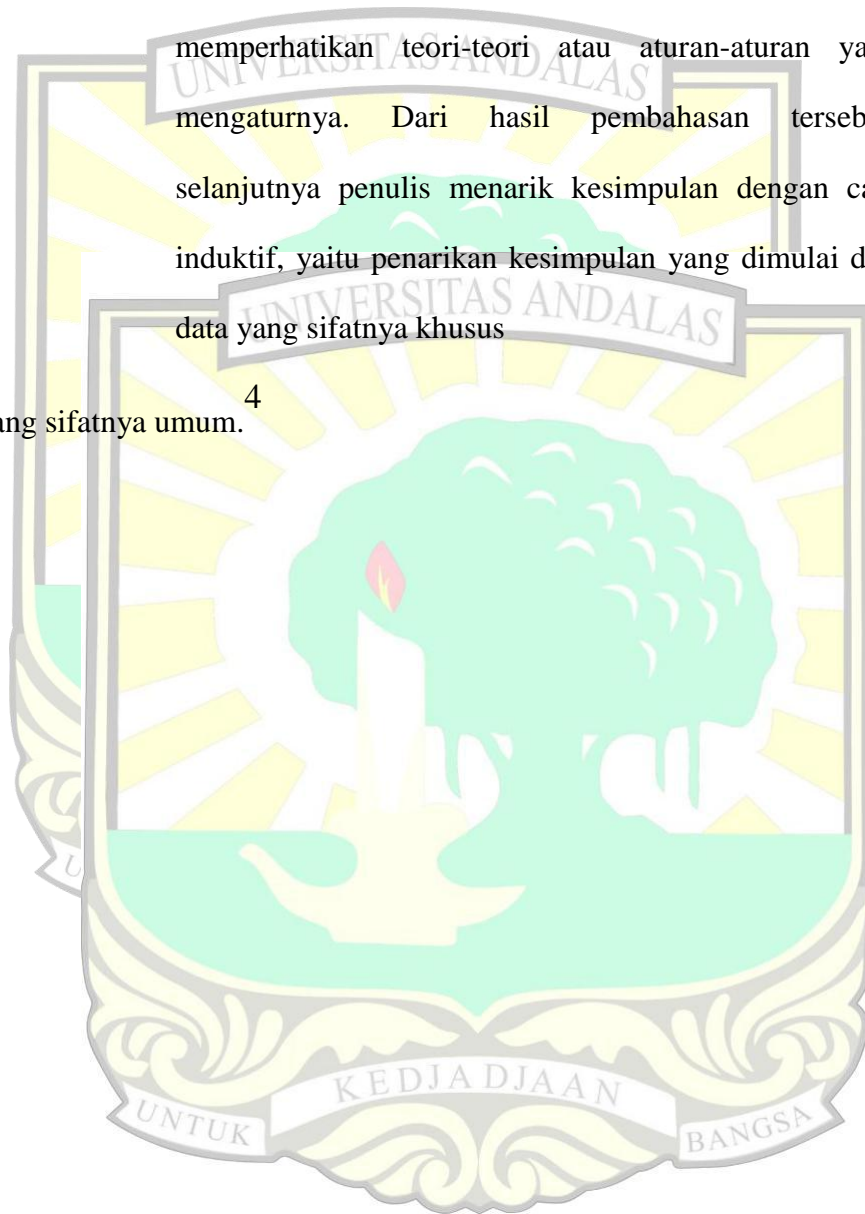 UNIVERSITAS ANDALAS
memperhatikan teori-teori atau aturan-aturan ya
mengaturnya. Dari hasil pembahasan terseb
selanjutnya penulis menarik kesimpulan dengan ca
induktif, yaitu penarikan kesimpulan yang dimulai d
UNIVERSITAS ANDALAS
data yang sifatnya khusus
ang sifatnya umum.4
U
UNTUK KEDJADJAAN BANGSA